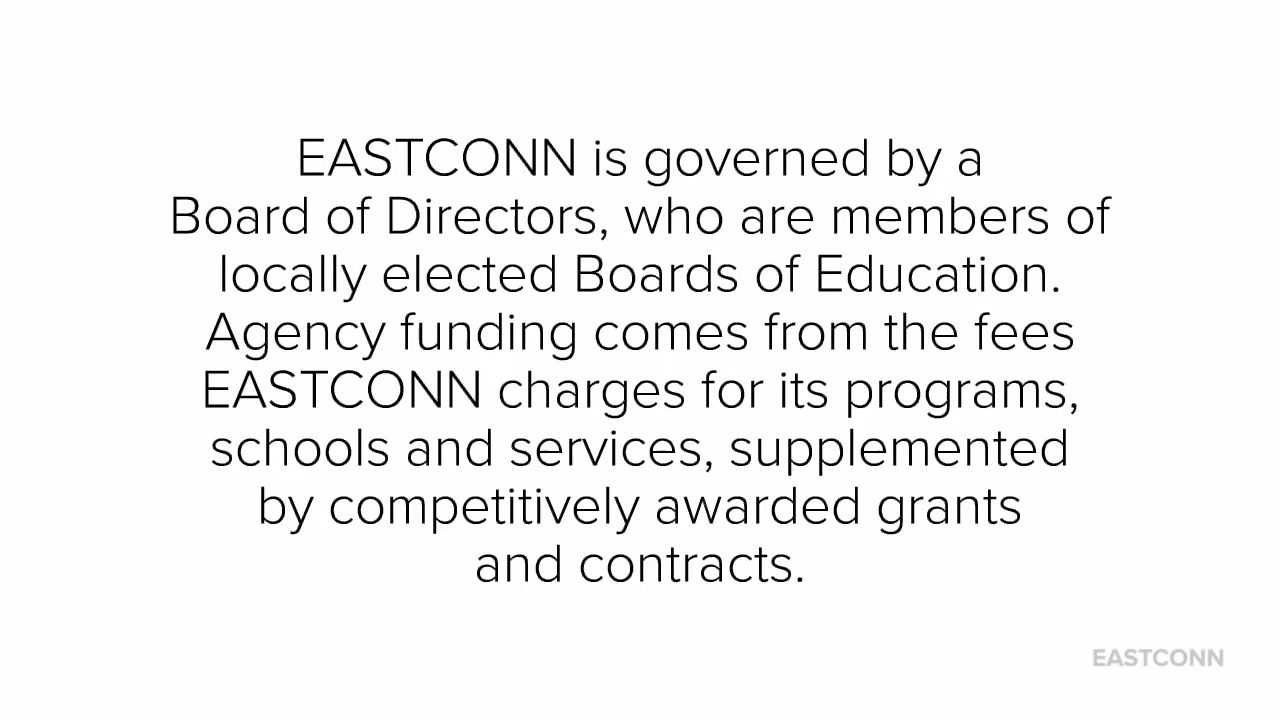 EASTCONN is governed by a
Board of Directors, who are members of
locally elected Boards of Education.
Agency funding comes from the fees
EASTCONN charges for its programs,
schools and services, supplemented
by competitively awarded grants
and contracts.
EASTCONN